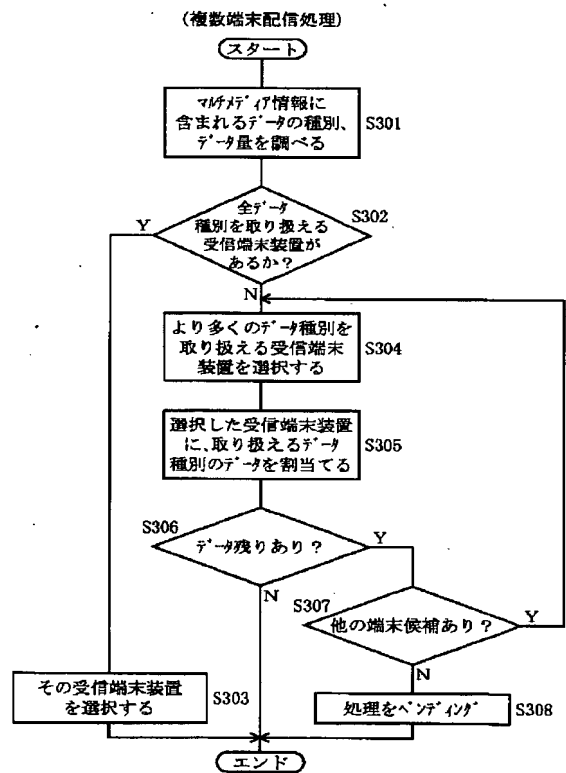 (複数端末配信処理)
スタート
マルチメディア情報に
含まれるデータの種別、
データ量を調べる
S301
全データ
種別を取り扱える
受信端末装置が
あるか?
S302
Y
N
より多くのデータ種別を
取り扱える受信端末
装置を選択する
S304
選択した受信端末装置
に、取り扱えるデータ
種別のデータを割当てる
S305
S306
データ残りあり?
Y
N
S307
他の端末候補あり?
Y
N
その受信端末装置
を選択する
S303
処理をペンディング
S308
エンド